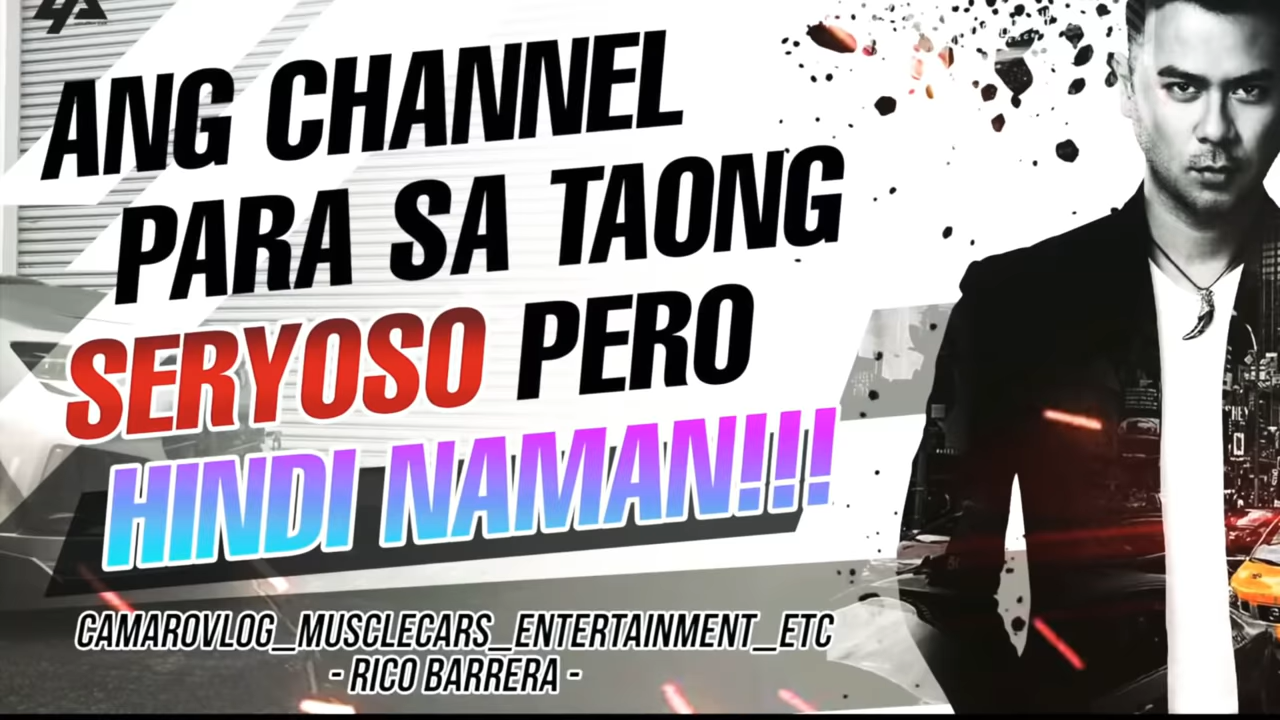 ANG CHANNEL
PARA SA TAONG
SERYOSO PERO
HINDI NAMAN!!!
CAMAROVLOG_MUSCLECARS_ENTERTAINMENT_ETC
- RICO BARRERA -